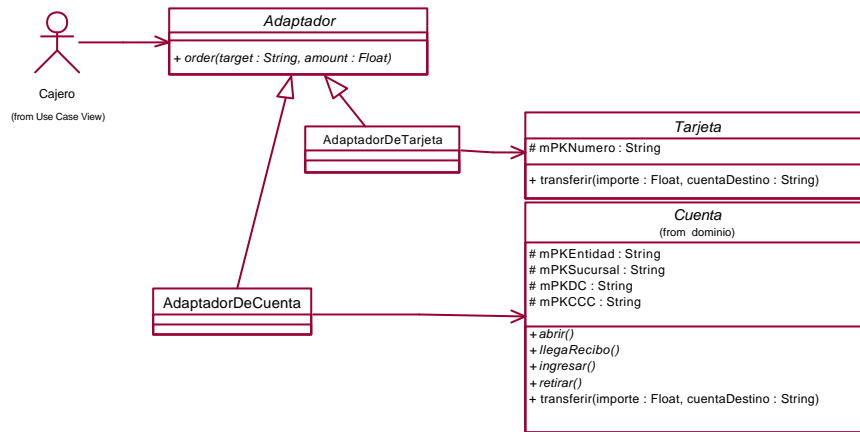 Adaptador
+ order(target : String, amount : Float)
Cajero
(from Use Case View)
AdaptadorDeTarjeta
Tarjeta
# mPKNumero : String
+ transferir(importe : Float, cuentaDestino : String)
Cuenta
(from dominio)
# mPKEntidad : String
# mPKSucursal : String
# mPKDC : String
# mPKCCC : String
+ abrir()
+ llegaRecibo()
+ ingresar()
+ retirar()
+ transferir(importe : Float, cuentaDestino : String)
AdaptadorDeCuenta